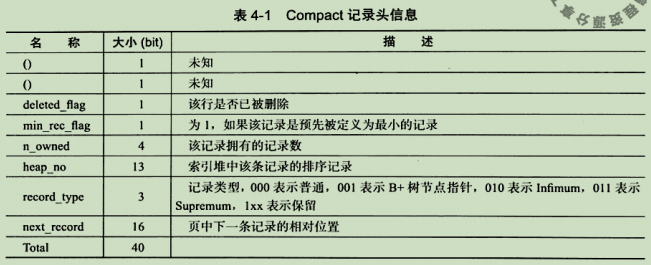 表 4-1 Compact 记录头信息
名 称 大小 (bit) 描 述
() 1 未知
() 1 未知
deleted_flag 1 该行是否已被删除
min_rec_flag 1 为 1，如果该记录是预先被定义为最小的记录
n_owned 4 该记录拥有的记录数
heap_no 13 索引堆中该条记录的排序记录
record_type 3 记录类型，000 表示普通，001 表示 B+ 树节点指针，010 表示 Infimum，011 表示
Supremum，1xx 表示保留
next_record 16 页中下一条记录的相对位置
Total 40